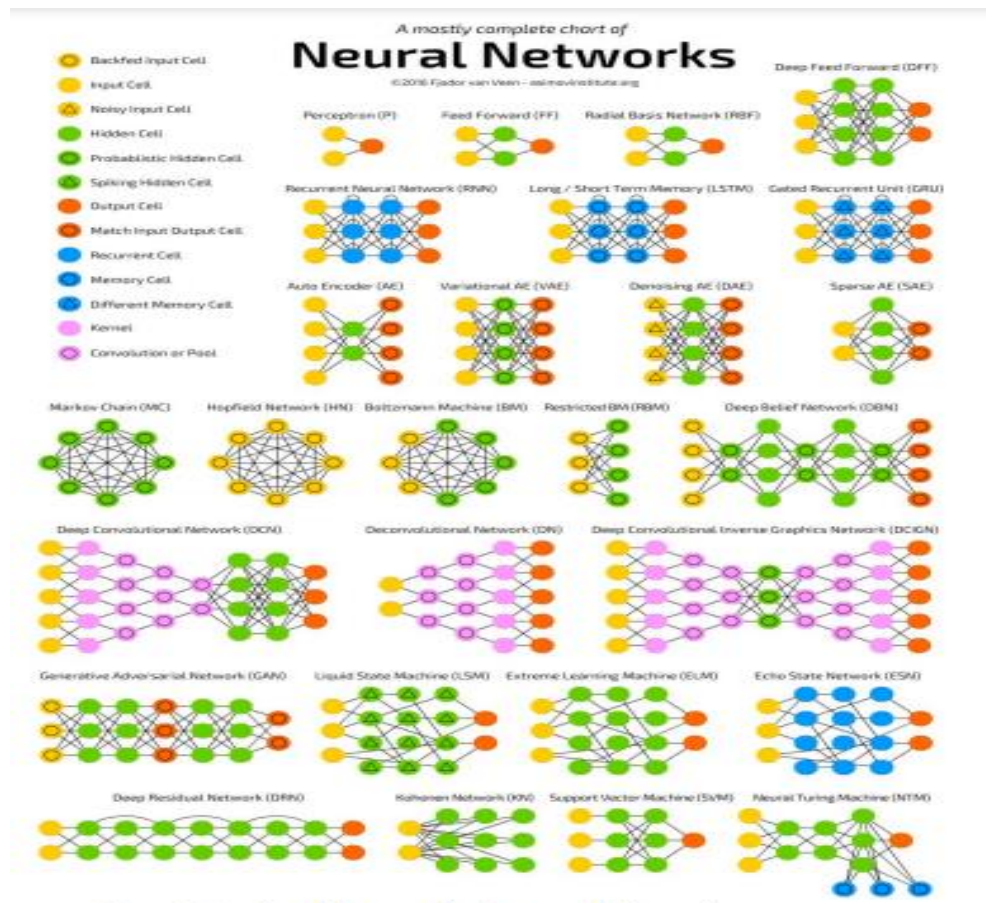 A mostly complete chart of
Neural Networks
©2016 Fjodor van Veen - asimovinstitute.org
Backfed Input Cell
Input Cell
Noisy Input Cell
Hidden Cell
Probablistic Hidden Cell
Spiking Hidden Cell
Output Cell
Match Input Output Cell
Recurrent Cell
Memory Cell
Different Memory Cell
Kernel
Convolution or Pool
Deep Feed Forward (DFF)
Perceptron (P) Feed Forward (FF) Radial Basis Network (RBF)
Recurrent Neural Network (RNN) Long / Short Term Memory (LSTM) Gated Recurrent Unit (GRU)
Auto Encoder (AE) Variational AE (VAE) Denoising AE (DAE) Sparse AE (SAE)
Markov Chain (MC) Hopfield Network (HN) Boltzmann Machine (BM) Restricted BM (RBM) Deep Belief Network (DBN)
Deep Convolutional Network (DCN) Deconvolutional Network (DN) Deep Convolutional Inverse Graphics Network (DCIGN)
Generative Adversarial Network (GAN) Liquid State Machine (LSM) Extreme Learning Machine (ELM) Echo State Network (ESN)
Deep Residual Network (DRN) Kohonen Network (KN) Support Vector Machine (SVM) Neural Turing Machine (NTM)